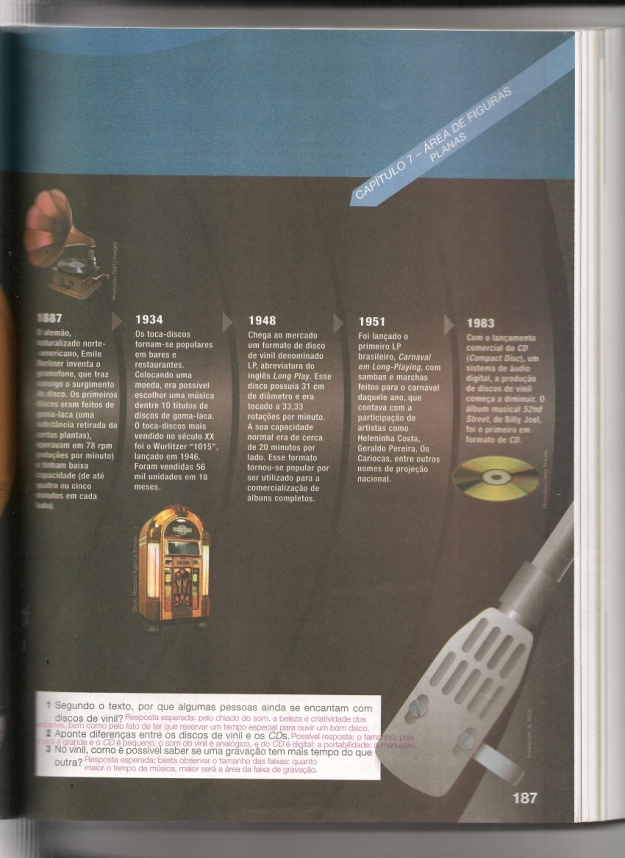 CAPÍTULO 7 – ÁREA DE FIGURAS
PLANAS
1887
alemão,
naturalizado norte-
-americano, Emile
Berliner inventa o
gramofone, que traz
consigo o surgimento
do disco. Os primeiros
discos eram feitos de
goma-laca (uma
substância retirada de
certas plantas),
operavam em 78 rpm
(rotações por minuto)
e tinham baixa
capacidade (de até
quatro ou cinco
minutos em cada
lado).
1934
Os toca-discos
tornam-se populares
em bares e
restaurantes.
Colocando uma
moeda, era possível
escolher uma música
dentre 10 títulos de
discos de goma-laca.
O toca-discos mais
vendido no século XX
foi o Wurlitzer "1015",
lançado em 1946.
Foram vendidas 56
mil unidades em 18
meses.
1948
Chega ao mercado
um formato de disco
de vinil denominado
LP, abreviatura do
inglês Long Play. Esse
disco possuía 31 cm
de diâmetro e era
tocado a 33,33
rotações por minuto.
A sua capacidade
normal era de cerca
de 20 minutos por
lado. Esse formato
tornou-se popular por
ser utilizado para a
comercialização de
álbuns completos.
1951
Foi lançado o
primeiro LP
brasileiro, Carnaval
em Long-Playing, com
sambas e marchas
feitos para o carnaval
daquele ano, que
contava com a
participação de
artistas como
Heleninha Costa,
Geraldo Pereira, Os
Cariocas, entre outros
nomes de projeção
nacional.
1983
Com o lançamento
comercial do CD
(Compact Disc), um
sistema de áudio
digital, a produção
de discos de vinil
começa a diminuir. O
álbum musical 52nd
Street, de Billy Joel,
foi o primeiro em
formato de CD.
1 Segundo o texto, por que algumas pessoas ainda se encantam com
discos de vinil? Resposta esperada: pelo chiado do som, a beleza e criatividade dos
bem como pelo fato de ter que reservar um tempo especial para ouvir um bom disco.
2 Aponte diferenças entre os discos de vinil e os CDs. Possível resposta: o tamanho, pois
é grande e o CD é pequeno; o som do vinil é analógico, e do CD é digital; a portabilidade; o manuseio.
3 No vinil, como é possível saber se uma gravação tem mais tempo do que
outra? Resposta esperada: basta observar o tamanho das faixas: quanto
maior o tempo da música, maior será a área da faixa de gravação.
187